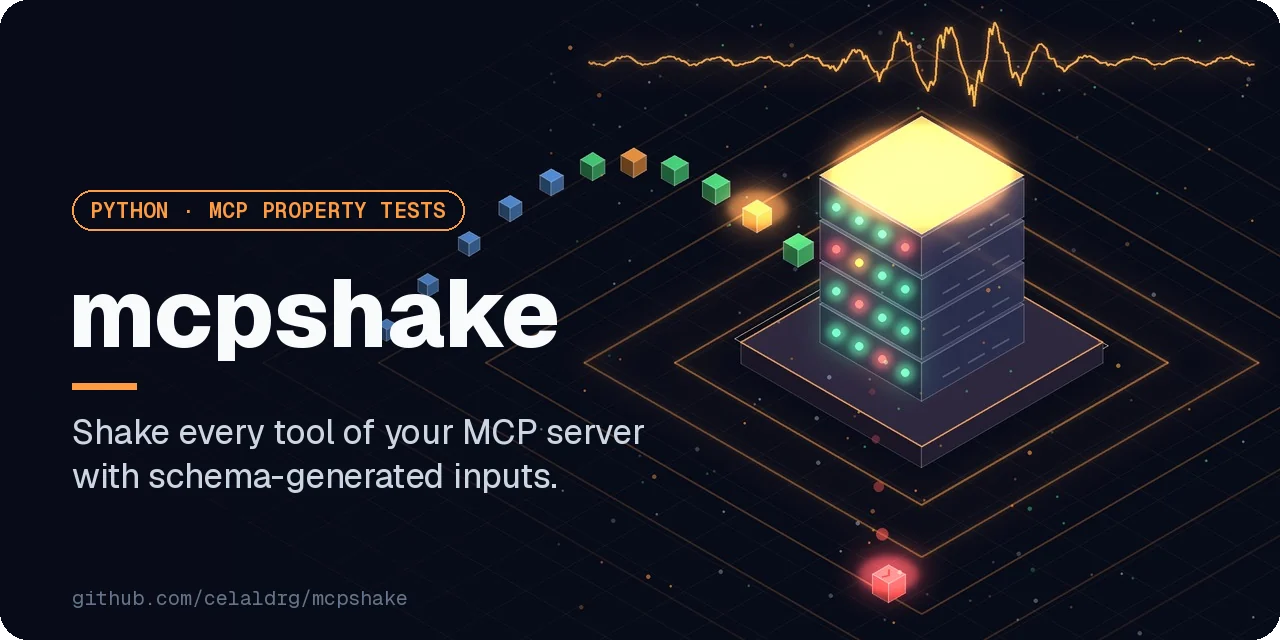 PYTHON · MCP PROPERTY TESTS
mcpshake
Shake every tool of your MCP server
with schema-generated inputs.
github.com/celaldrg/mcpshake